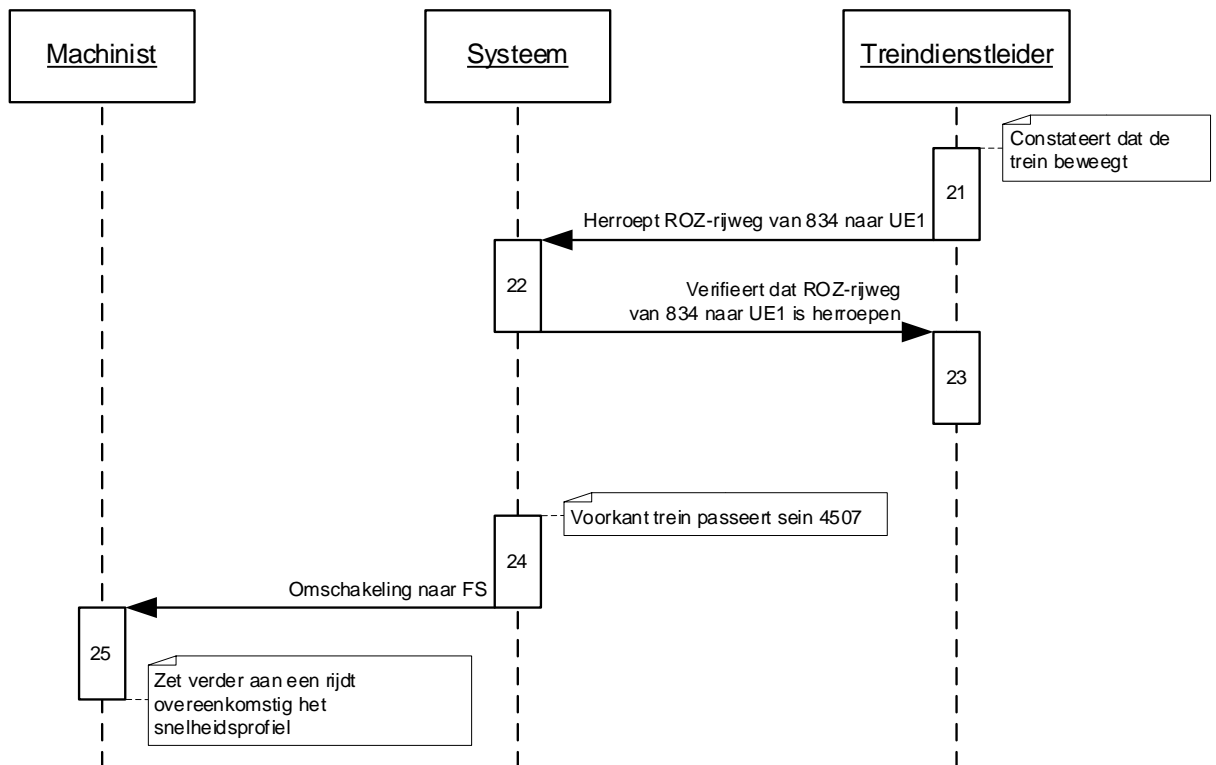 Machinist
Systeem
Treindienstleider
Constateert dat de
trein beweegt
21
Herroept ROZ-rijweg van 834 naar UE1
22
Verifieert dat ROZ-rijweg
van 834 naar UE1 is herroepen
23
Voorkant trein passeert sein 4507
24
Omschakeling naar FS
25
Zet verder aan een rijdt
overeenkomstig het
snelheidsprofiel